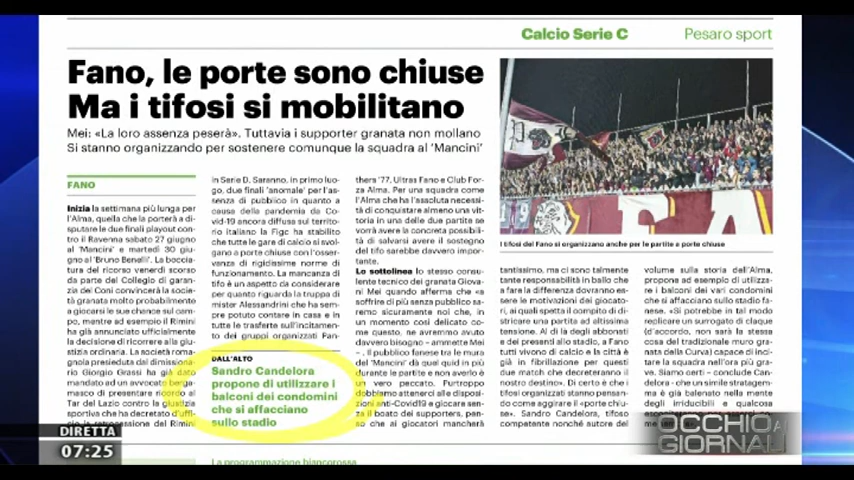 Calcio Serie C
Pesaro sport
Fano, le porte sono chiuse
Ma i tifosi si mobilitano
Mei: «La loro assenza peserà». Tuttavia i supporter granata non mollano
Si stanno organizzando per sostenere comunque la squadra al ‘Mancini’
FANO
Inizia la settimana più lunga per
l'Alma, quella che la porterà a di-
sputare le due finali playout con-
tro il Ravenna sabato 27 giugno
al 'Mancini' e martedì 30 giu-
gno al 'Bruno Benelli'. La boccia-
tura del ricorso venerdì scorso
da parte del Collegio di garan-
zia del Coni convincerà la socie-
tà granata molto probabilmente
a giocarsi le sue chance sul cam-
po, mentre ad esempio il Rimini
ha già annunciato ufficialmente
la decisione di ricorrere alla giu-
stizia ordinaria. La società roma-
gnola presieduta dal dimissiona-
rio Giorgio Grassi ha già dato
mandato ad un avvocato berga-
masco di presentare ricorso al
Tar del Lazio contro la giustizia
sportiva che ha decretato d'uffi-
cio la retrocessione del Rimini
in Serie D. Saranno, in primo luo-
go, due finali 'anomale' per l'as-
senza di pubblico in quanto a
causa della pandemia da Co-
vid-19 ancora diffusa sul territo-
rio italiano la Figc ha stabilito
che tutte le gare di calcio si svol-
gano a porte chiuse con l'osser-
vanza di rigidissime norme di
funzionamento. La mancanza di
tifo è un aspetto da considerare
per quanto riguarda la truppa di
mister Alessandrini che ha sem-
pre potuto contare in casa e in
tutte le trasferte sull'incitamen-
to dei gruppi organizzati Fan-
DALL'ALTO
Sandro Candelora
propone di utilizzare i
balconi dei condomini
che si affacciano
sullo stadio
thers '77, Ultras Fano e Club For-
za Alma. Per una squadra come
l'Alma che ha l'assoluta necessi-
tà di conquistare almeno una vit-
toria in una delle due partite se
vorrà avere la concreta possibili-
tà di salvarsi avere il sostegno
del tifo sarebbe davvero impor-
tante.
Lo sottolinea lo stesso consu-
lente tecnico dei granata Giova-
ni Mei quando afferma che «a
soffrire di più senza pubblico sa-
remo sicuramente noi che, in
un momento così delicato co-
me questo, ne avremmo avuto
davvero bisogno – ammette Mei
– . Il pubblico fanese tra le mura
del 'Mancini' dà quel quid in più
durante le partite e non averlo è
un vero peccato. Purtroppo
dobbiamo attenerci alle disposi-
zioni anti-Covid19 e giocare sen-
za il boato dei supporters, pen-
so che ai giocatori mancherà
I tifosi del Fano si organizzano anche per le partite a porte chiuse
tantissimo, ma ci sono talmente
tante responsabilità in ballo che
a fare la differenza dovranno es-
sere le motivazioni dei giocato-
ri, ai quali spetta il compito di di-
stricare una partita ad altissima
tensione. Al di là degli abbonati
e dei presenti allo stadio, a Fano
tutti vivono di calcio e la città è
già in fibrillazione per questi
due match che decreteranno il
nostro destino». Di certo è che i
tifosi organizzati stanno pensan-
do come aggirare il «porte chiu-
se». Sandro Candelora, tifoso
competente nonché autore del
volume sulla storia dell'Alma,
propona ad esempio di utilizza-
re i balconi dei vari condomini
che si affacciano sullo stadio fa-
nese. «Si potrebbe in tal modo
replicare un surrogato di claque
(d'accordo, non sarà la stessa
cosa del tradizionale muro gra-
nata della Curva) capace di inci-
tare la squadra nell'ora più gra-
ve. Siamo certi – conclude Can-
delora - che un simile stratagem-
ma è già balenato nella mente
degli irriducibili e qualcosa
DIRETTA
07:25
OCCHIO AI
GIORNALI
La programmazione biancorossa